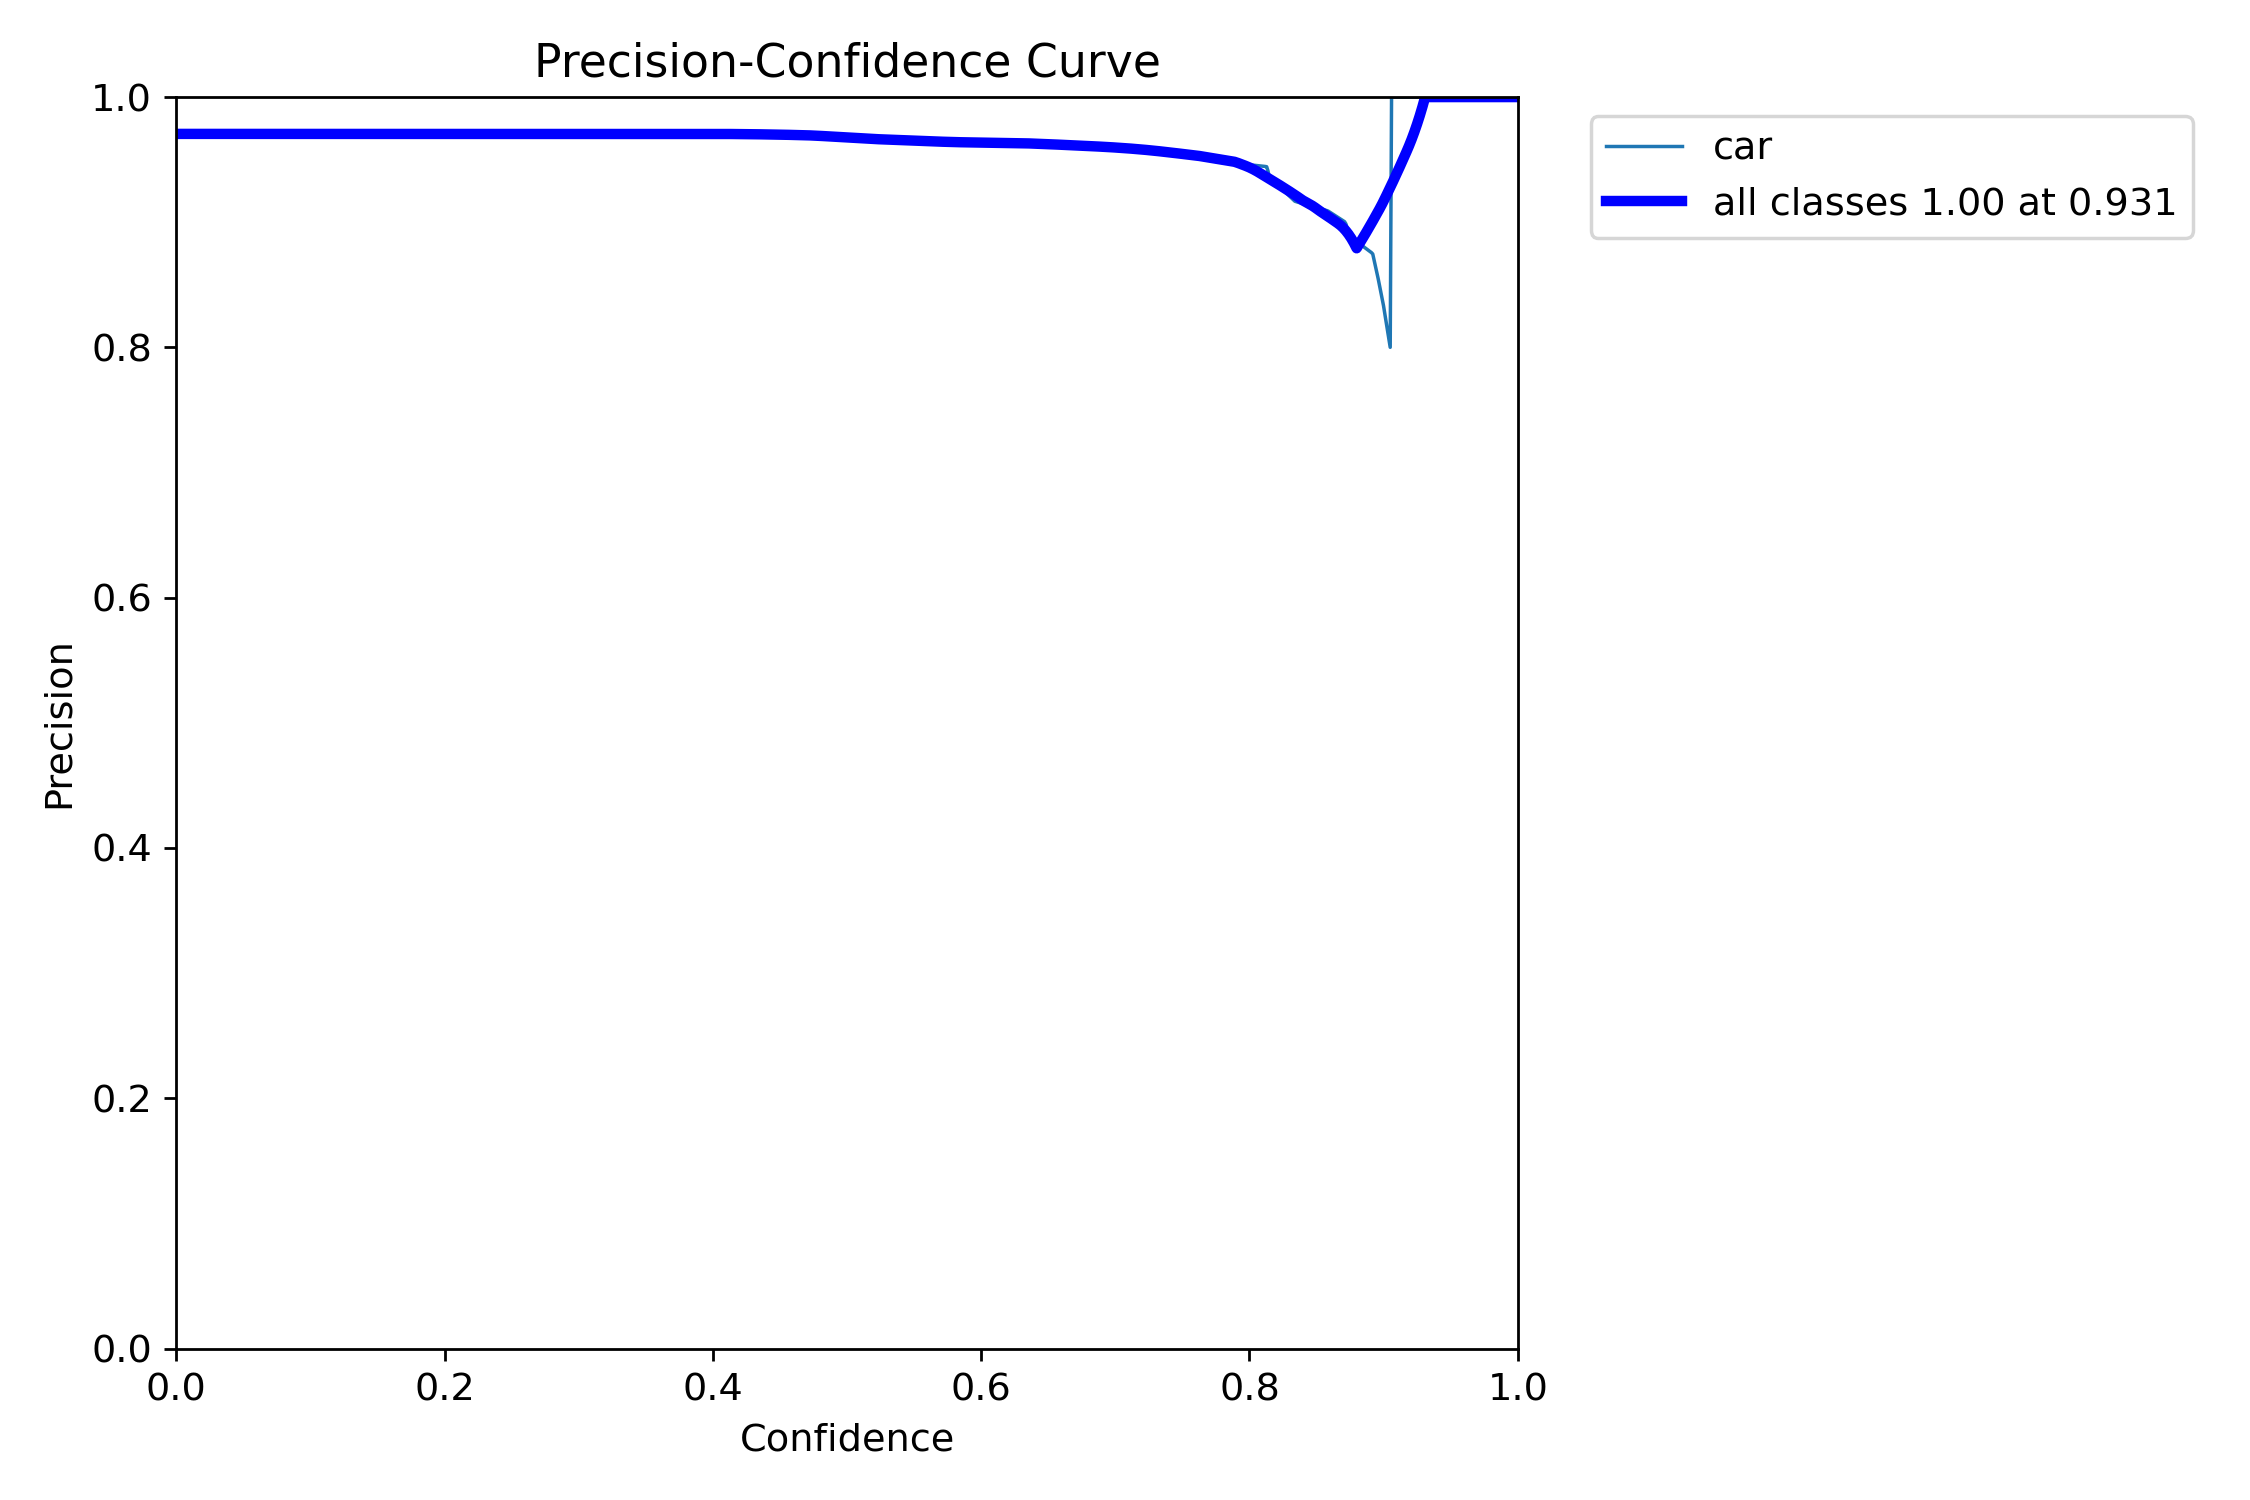 Precision-Confidence Curve
1.0
0.8
0.6
0.4
0.2
0.0
Precision
0.0 0.2 0.4 0.6 0.8 1.0
Confidence
car
all classes 1.00 at 0.931